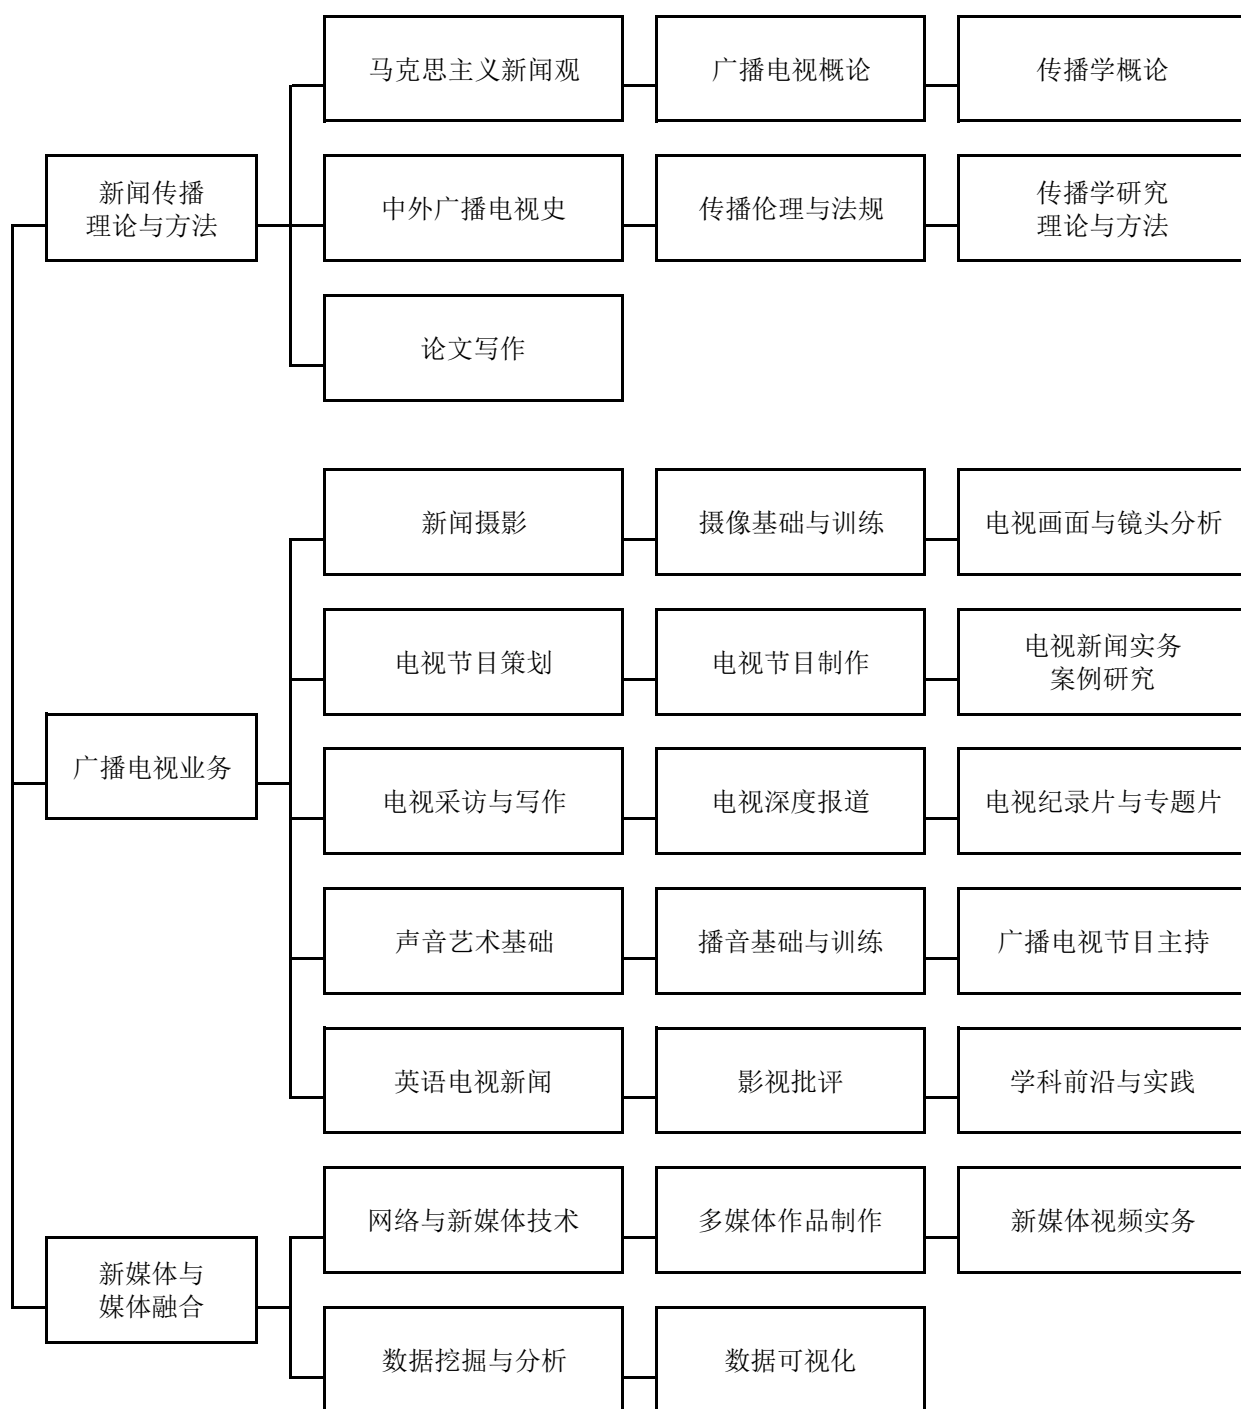 马克思主义新闻观
广播电视概论
传播学概论
新闻传播
理论与方法
中外广播电视史
传播伦理与法规
传播学研究
理论与方法
论文写作
新闻摄影
摄像基础与训练
电视画面与镜头分析
电视节目策划
电视节目制作
电视新闻实务
案例研究
广播电视业务
电视采访与写作
电视深度报道
电视纪录片与专题片
声音艺术基础
播音基础与训练
广播电视节目主持
英语电视新闻
影视批评
学科前沿与实践
网络与新媒体技术
多媒体作品制作
新媒体视频实务
新媒体与
媒体融合
数据挖掘与分析
数据可视化